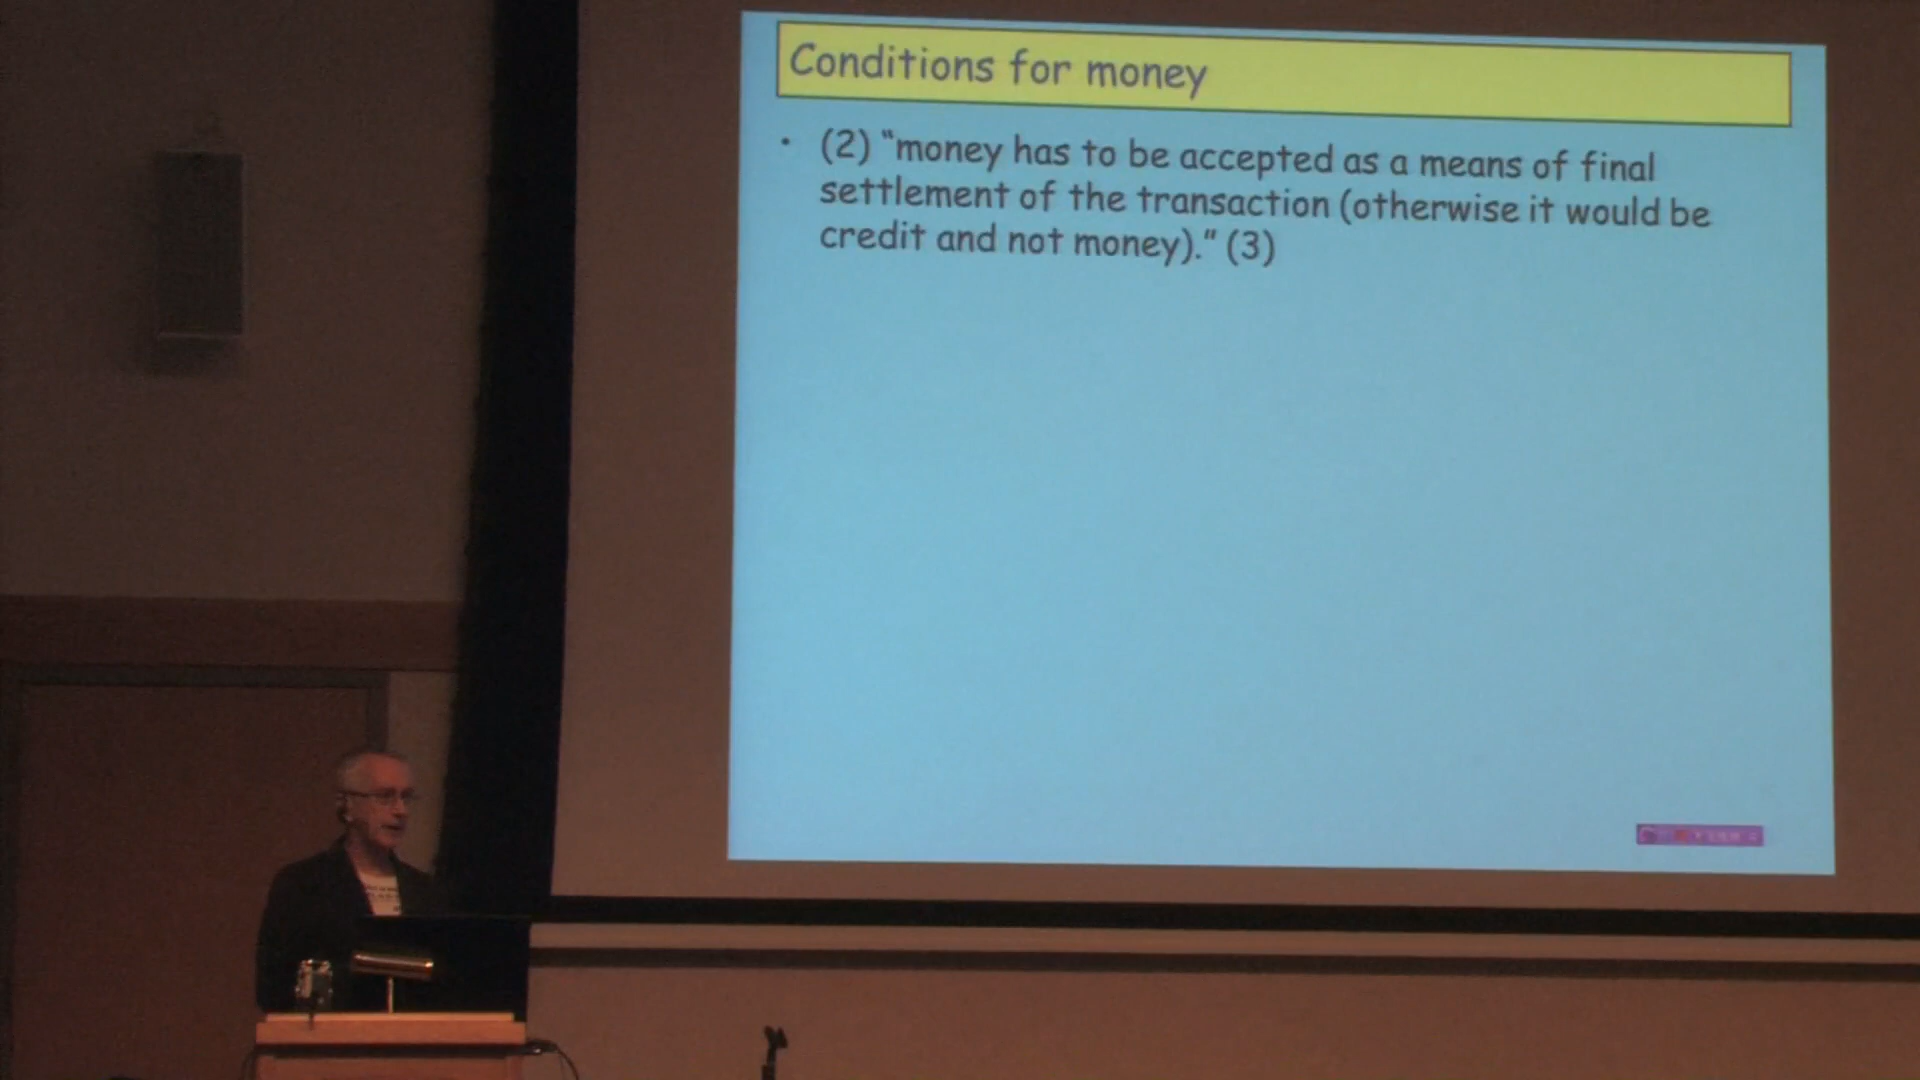 Conditions for money
• (2) “money has to be accepted as a means of final
settlement of the transaction (otherwise it would be
credit and not money).” (3)